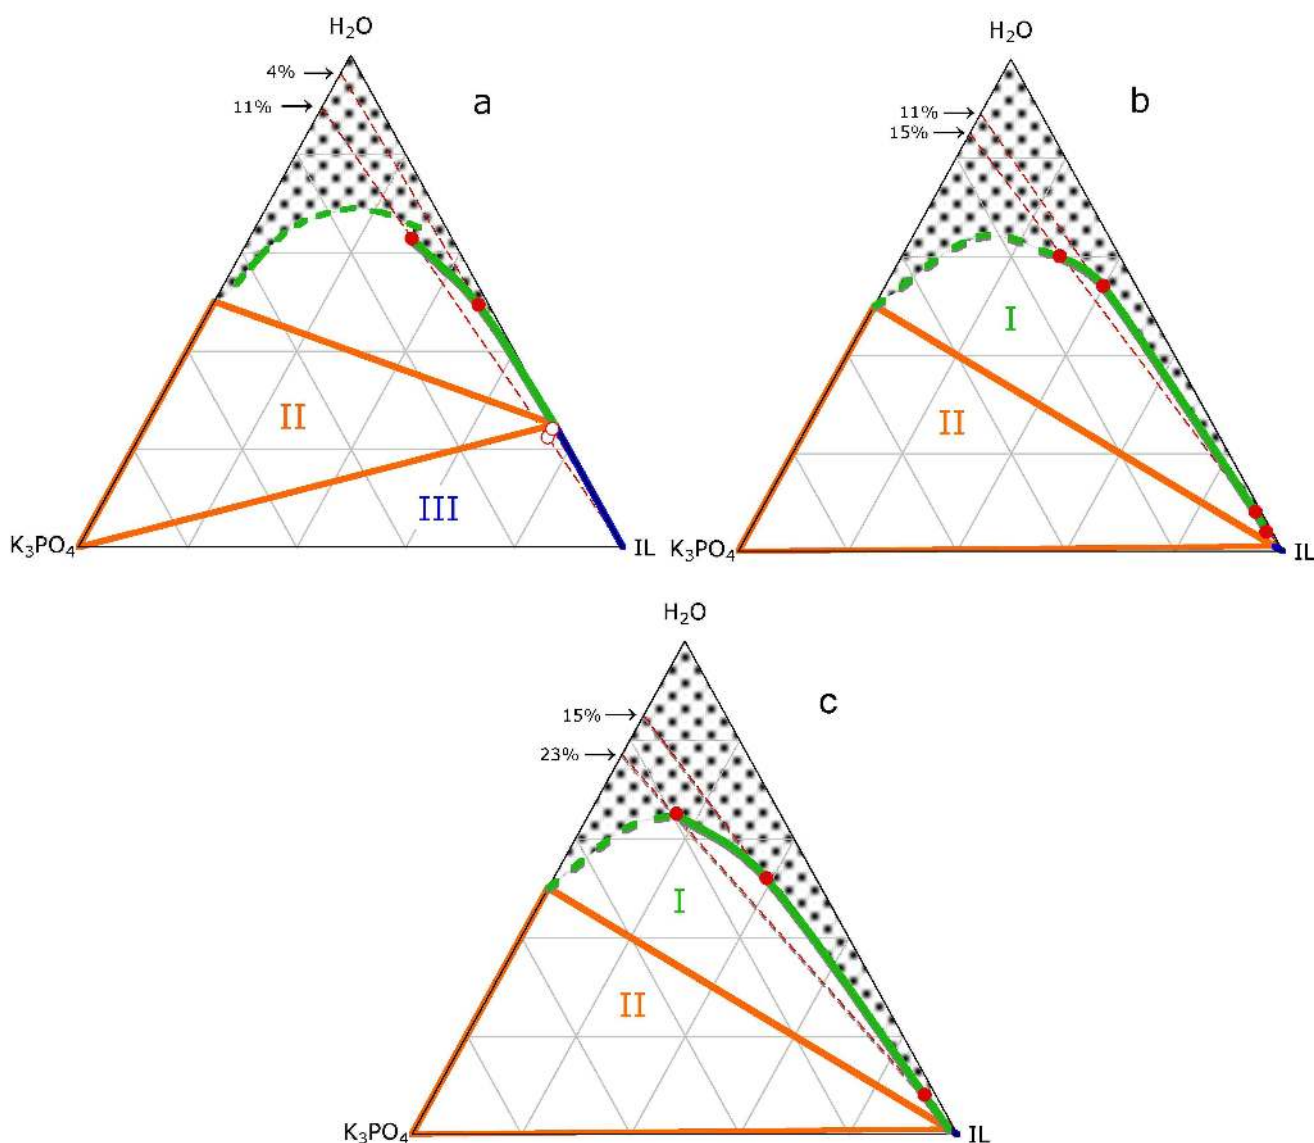 H₂O
4%
11%
a
II
III
K₃PO₄
IL
H₂O
11%
15%
b
I
II
K₃PO₄
IL
H₂O
15%
23%
c
I
II
K₃PO₄
IL